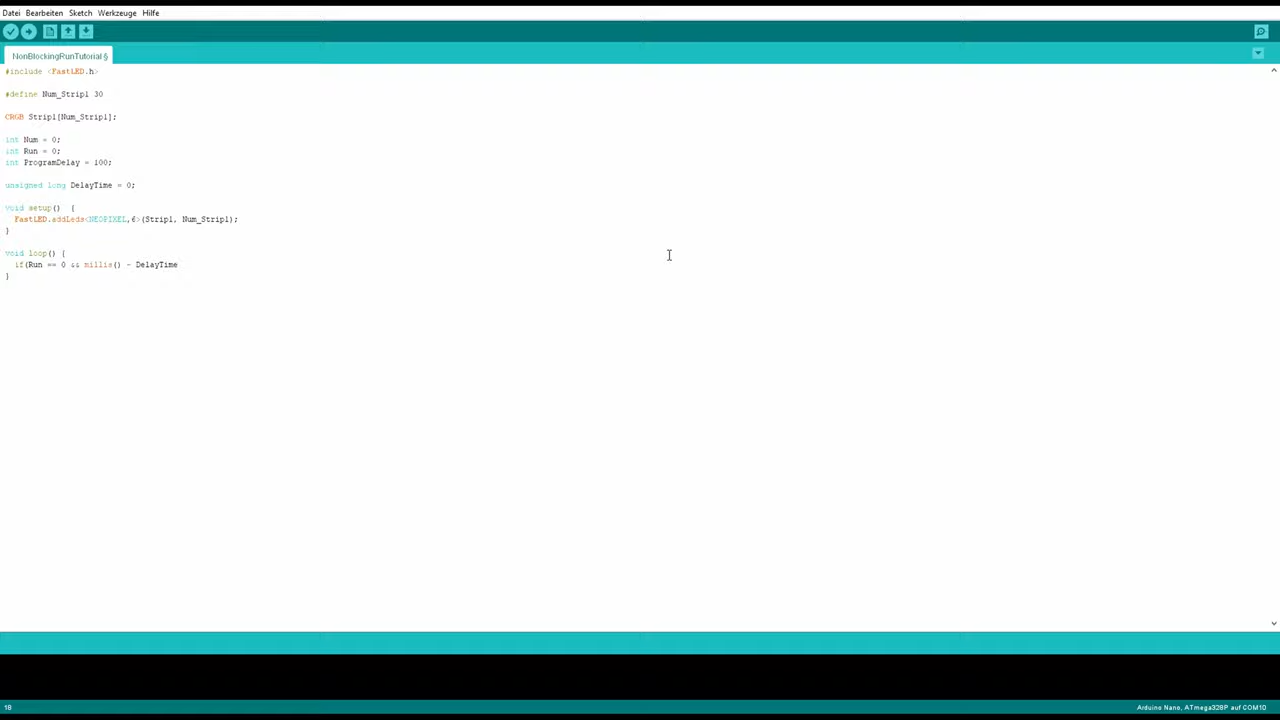 Datei Bearbeiten Sketch Werkzeuge Hilfe
NonBlockingRunTutorial §
#include <FastLED.h>
#define Num_Strip1 30
CRGB Strip1[Num_Strip1];
int Num = 0;
int Run = 0;
int ProgramDelay = 100;
unsigned long DelayTime = 0;
void setup()  {
  FastLED.addLeds<NEOPIXEL,6>(Strip1, Num_Strip1);
}
void loop() {
  if(Run == 0 && millis() - DelayTime
}
18
Arduino Nano, ATmega328P auf COM10